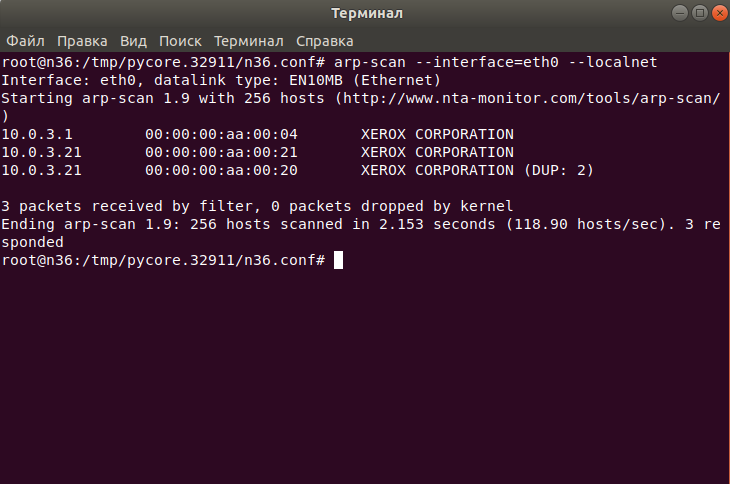 Терминал
Файл Правка Вид Поиск Терминал Справка
root@n36:/tmp/pycore.32911/n36.conf# arp-scan --interface=eth0 --localnet
Interface: eth0, datalink type: EN10MB (Ethernet)
Starting arp-scan 1.9 with 256 hosts (http://www.nta-monitor.com/tools/arp-scan/
)
10.0.3.1        00:00:00:aa:00:04       XEROX CORPORATION
10.0.3.21       00:00:00:aa:00:21       XEROX CORPORATION
10.0.3.21       00:00:00:aa:00:20       XEROX CORPORATION (DUP: 2)
3 packets received by filter, 0 packets dropped by kernel
Ending arp-scan 1.9: 256 hosts scanned in 2.153 seconds (118.90 hosts/sec). 3 re
sponded
root@n36:/tmp/pycore.32911/n36.conf#